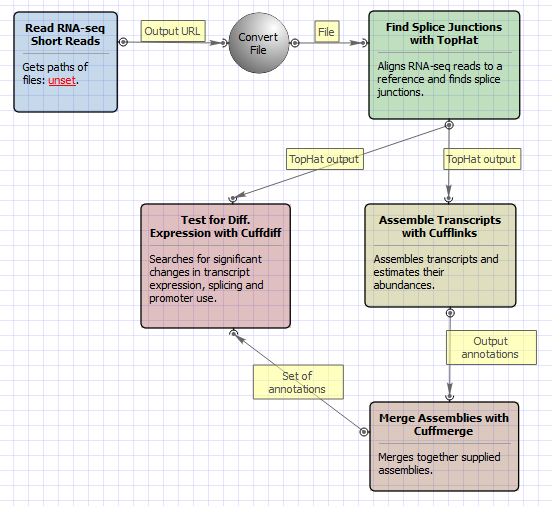 Read RNA-seq
Short Reads
Gets paths of
files: unset.
Output URL
Convert
File
File
Find Splice Junctions
with TopHat
Aligns RNA-seq reads to a
reference and finds splice
junctions.
TopHat output
TopHat output
Test for Diff.
Expression with Cuffdiff
Searches for significant
changes in transcript
expression, splicing and
promoter use.
Assemble Transcripts
with Cufflinks
Assembles transcripts and
estimates their
abundances.
Output
annotations
Set of
annotations
Merge Assemblies with
Cuffmerge
Merges together supplied
assemblies.